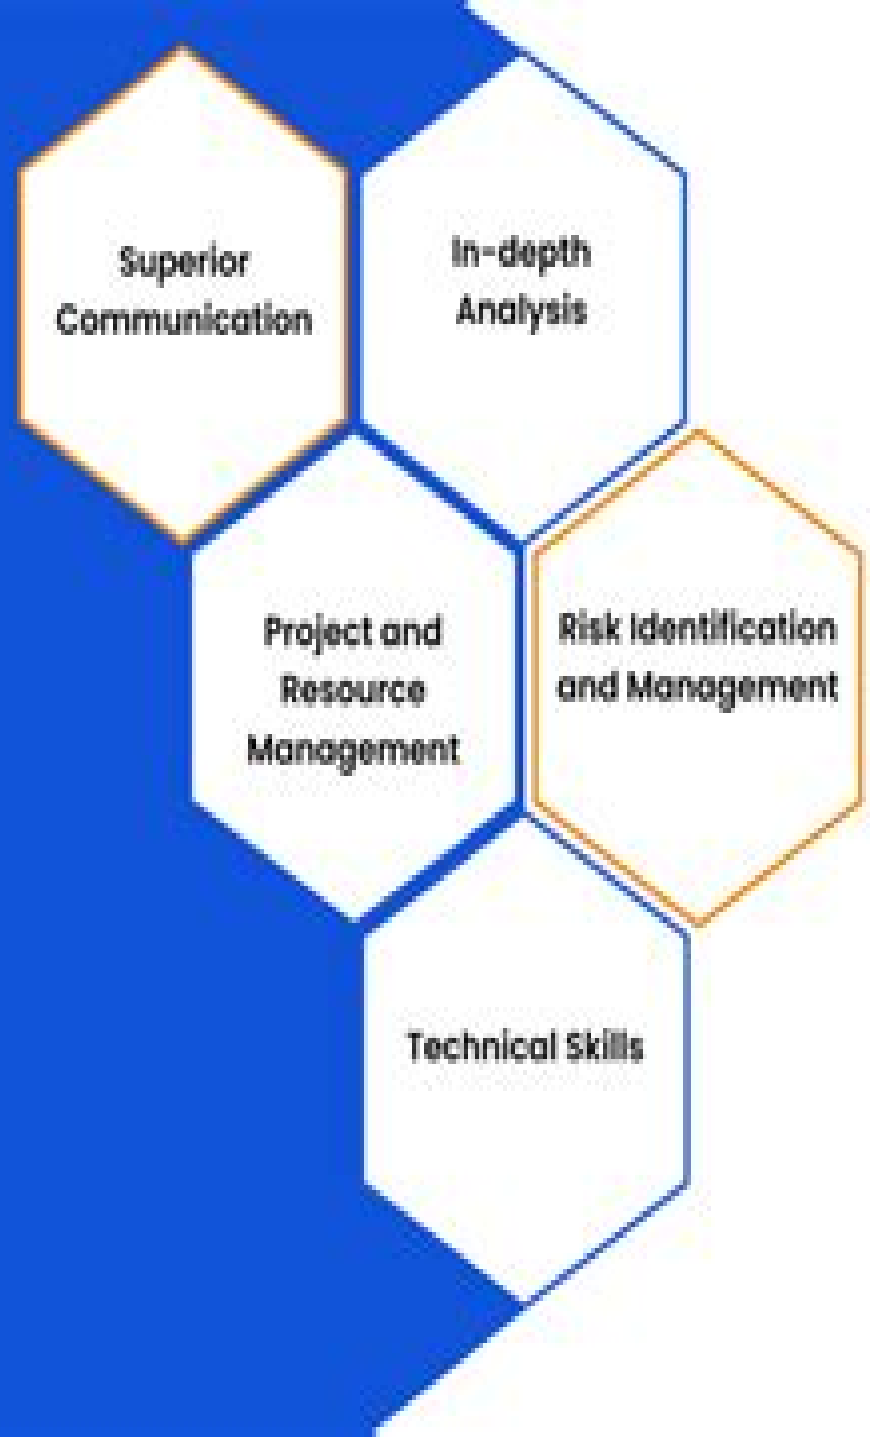 Superior
Communication
In-depth
Analysis
Project and
Resource
Management
Risk Identification
and Management
Technical Skills